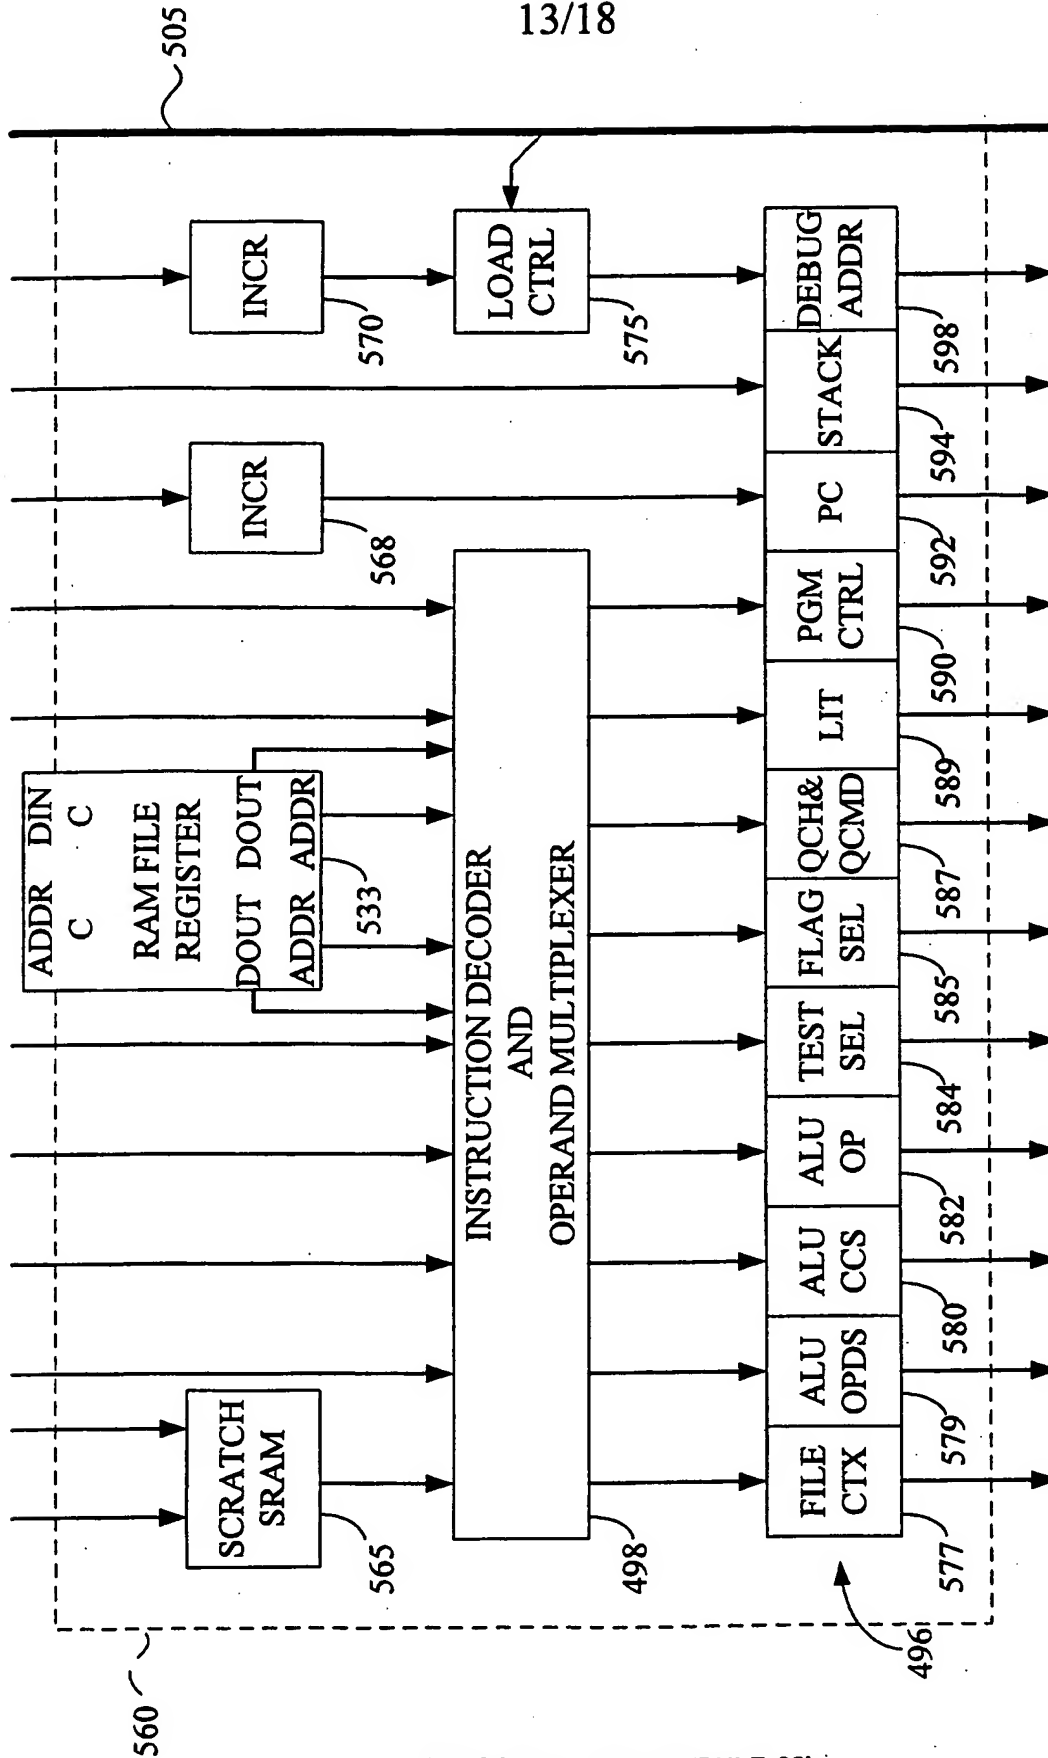 13/18
505
560
ADDR DIN
C C
RAM FILE
REGISTER
DOUT DOUT
ADDR ADDR
533
SCRATCH
SRAM
565
INCR
568
INCR
570
LOAD
CTRL
575
INSTRUCTION DECODER
AND
OPERAND MULTIPLEXER
498
FILE
CTX
577
ALU
OPDS
579
ALU
CCS
580
ALU
OP
582
TEST
SEL
584
FLAG
SEL
585
QCH&
QCMD
587
LIT
589
PGM
CTRL
590
PC
592
STACK
594
DEBUG
ADDR
598
496